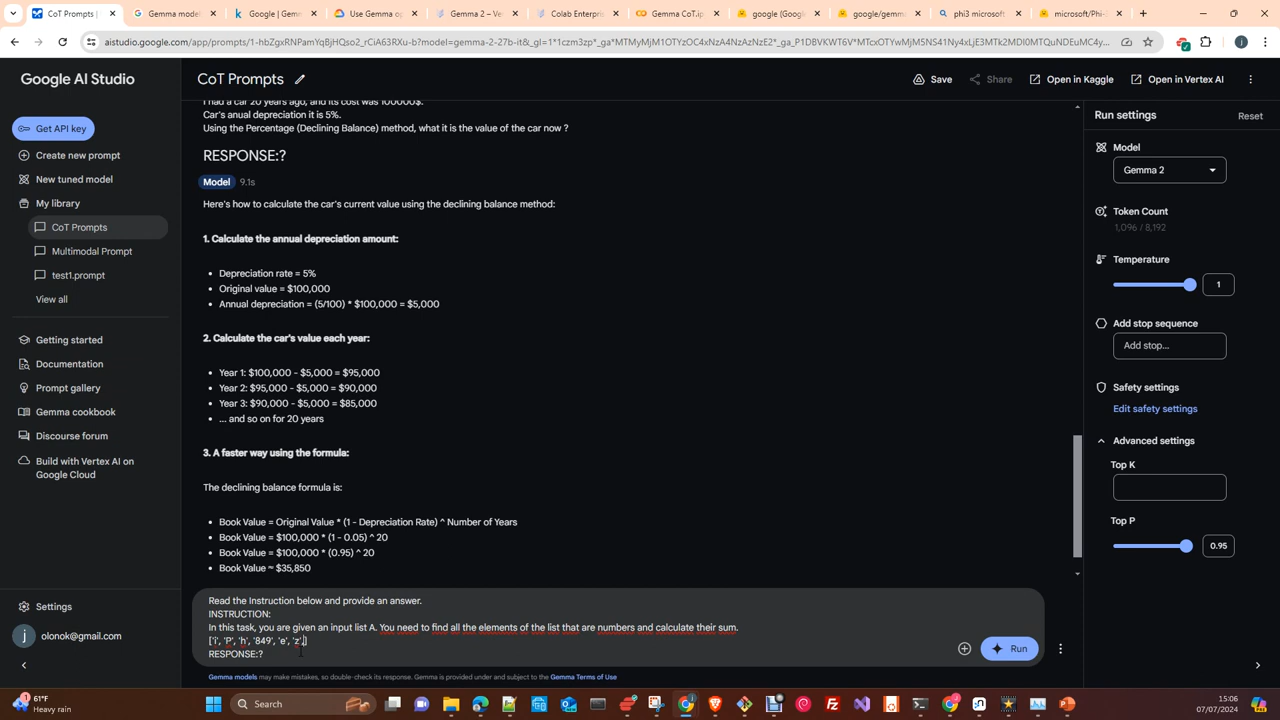 CoT Prompts
Gemma model
Google | Gemm
Use Gemma op
Gemma 2 – Ve
Colab Enterpris
Gemma CoT.ip
google (Goog
google/gemm
phi3 microsoft
microsoft/Phi-
aistudio.google.com/app/prompts/
Google AI Studio
CoT Prompts
Save
Share
Open in Kaggle
Open in Vertex AI
Get API key
Create new prompt
New tuned model
My library
CoT Prompts
Multimodal Prompt
test1.prompt
View all
Getting started
Documentation
Prompt gallery
Gemma cookbook
Discourse forum
Build with Vertex AI on
Google Cloud
Settings
olonok@gmail.com
I had a car 20 years ago, and its cost was 100000$.
Car's anual depreciation it is 5%.
Using the Percentage (Declining Balance) method, what it is the value of the car now ?
RESPONSE:?
Model 9.1s
Here's how to calculate the car's current value using the declining balance method:
1. Calculate the annual depreciation amount:
• Depreciation rate = 5%
• Original value = $100,000
• Annual depreciation = (5/100) * $100,000 = $5,000
2. Calculate the car's value each year:
• Year 1: $100,000 - $5,000 = $95,000
• Year 2: $95,000 - $5,000 = $90,000
• Year 3: $90,000 - $5,000 = $85,000
• ... and so on for 20 years
3. A faster way using the formula:
The declining balance formula is:
• Book Value = Original Value * (1 - Depreciation Rate) ^ Number of Years
• Book Value = $100,000 * (1 - 0.05) ^ 20
• Book Value = $100,000 * (0.95) ^ 20
• Book Value ≈ $35,850
Read the Instruction below and provide an answer.
INSTRUCTION:
In this task, you are given an input list A. You need to find all the elements of the list that are numbers and calculate their sum.
['i', 'P', 'h', '849', 'e', 'z',]
RESPONSE:?
Run
Gemma models may make mistakes, so double-check its response. Gemma is provided under and subject to the Gemma Terms of Use
Run settings
Reset
Model
Gemma 2
Token Count
1,096 / 8,192
Temperature
1
Add stop sequence
Add stop...
Safety settings
Edit safety settings
Advanced settings
Top K
Top P
0.95
61°F
Heavy rain
Search
15:06
07/07/2024